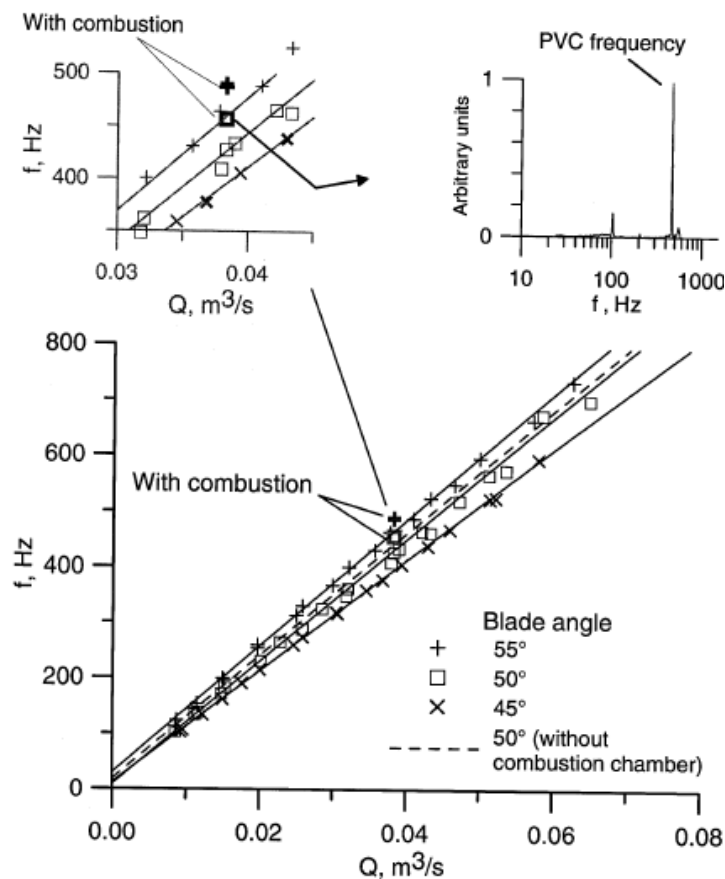 With combustion
500
400
f, Hz
0.03
0.04
Q, m³/s
PVC frequency
1
0
Arbitrary units
10
100
1000
f , Hz
800
600
400
200
0
f, Hz
With combustion
Blade angle
+ 55°
□ 50°
× 45°
---- 50° (without
combustion chamber)
0.00
0.02
0.04
0.06
0.08
Q, m³/s